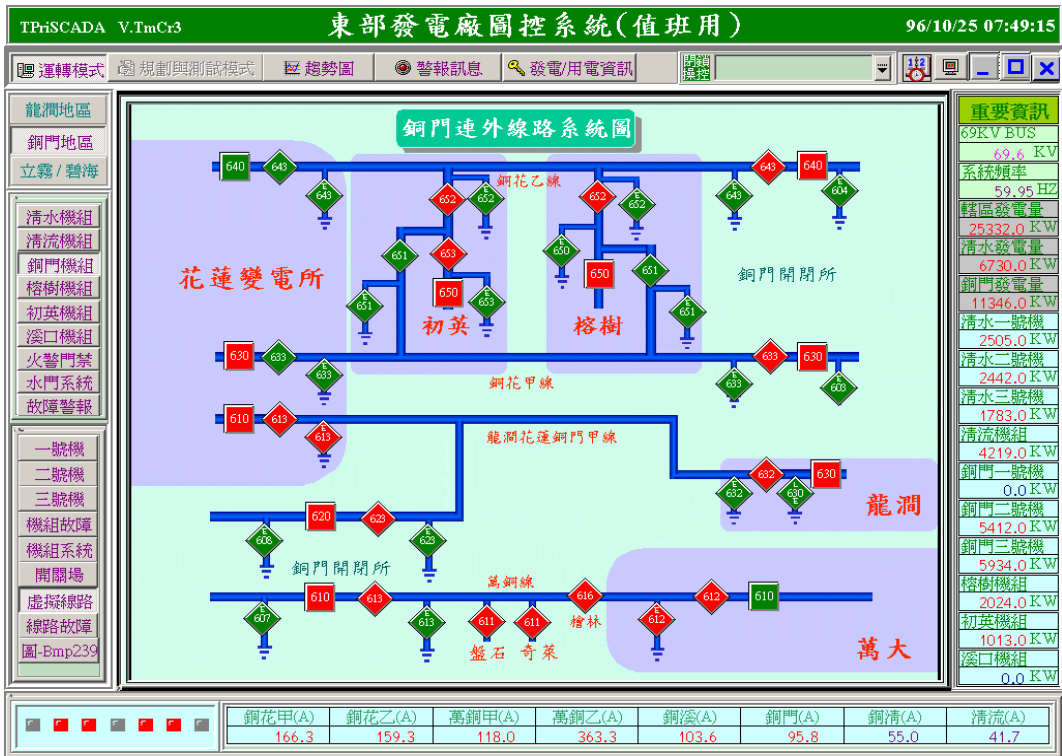 TPriSCADA V.TmCr3
東部發電廠圖控系統(值班用)
96/10/25 07:49:15
運轉模式
規劃與測試模式
趨勢圖
警報訊息
發電/用電資訊
閉鎖
操控
龍澗地區
銅門地區
立霧/碧海
清水機組
清流機組
銅門機組
榕樹機組
初英機組
溪口機組
火警門禁
水門系統
故障警報
一號機
二號機
三號機
機組故障
機組系統
開關場
虛擬線路
線路故障
圖-Bmp239
銅門連外線路系統圖
640 643 643 銅花乙線 652 652 652 652 643 643 640 604
花蓮變電所
651 651 653 650 653 初英
650 650 651 651 榕樹
銅門開閉所
630 633 633 銅花甲線 633 633 630 603
610 613 613 龍澗花蓮銅門甲線
632 632 630 630 龍澗
608 620 623 623
銅門開閉所
萬銅線
607 610 613 613 611 611 616 612 612 610
盤石 奇萊 檜林
萬大
重要資訊
69KV BUS
69.6 KV
系統頻率
59.95 HZ
轄區發電量
25332.0 KW
清水發電量
6730.0 KW
銅門發電量
11346.0 KW
清水一號機
2505.0 KW
清水二號機
2442.0 KW
清水三號機
1783.0 KW
清流機組
4219.0 KW
銅門一號機
0.0 KW
銅門二號機
5412.0 KW
銅門三號機
5934.0 KW
榕樹機組
2024.0 KW
初英機組
1013.0 KW
溪口機組
0.0 KW
銅花甲(A) 銅花乙(A) 萬銅甲(A) 萬銅乙(A) 銅溪(A) 銅門(A) 銅清(A) 清流(A)
166.3 159.3 118.0 363.3 103.6 95.8 55.0 41.7